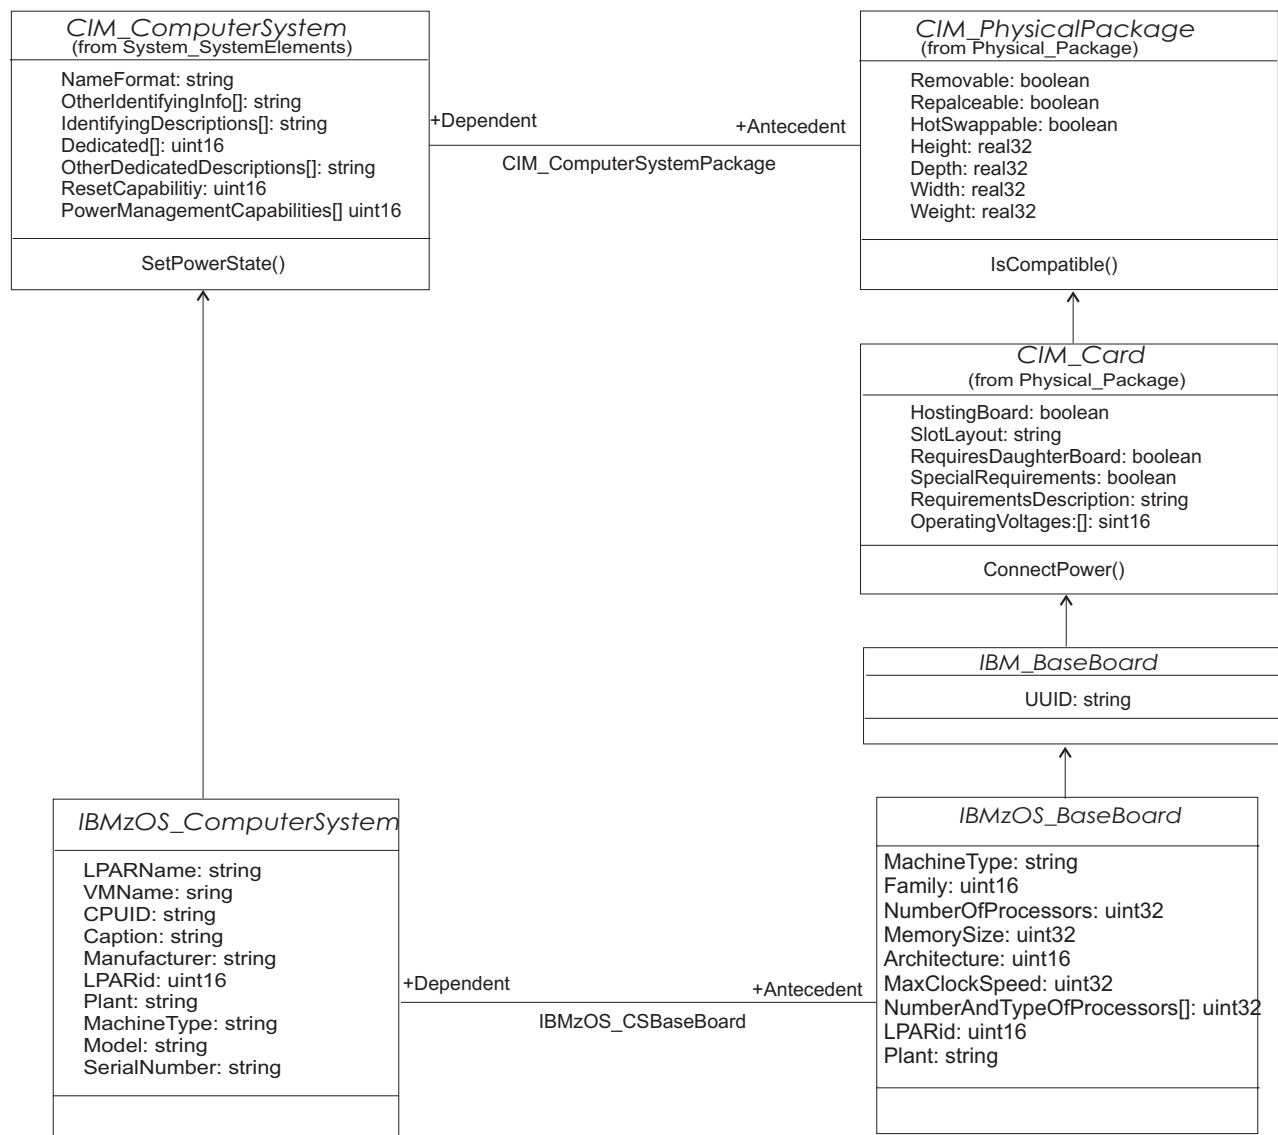 CIM_ComputerSystem
(from System_SystemElements)
NameFormat: string
OtherIdentifyingInfo[]: string
IdentifyingDescriptions[]: string
Dedicated[]: uint16
OtherDedicatedDescriptions[]: string
ResetCapabilitiy: uint16
PowerManagementCapabilities[] uint16
SetPowerState()
+Dependent
+Antecedent
CIM_ComputerSystemPackage
CIM_PhysicalPackage
(from Physical_Package)
Removable: boolean
Repalceable: boolean
HotSwappable: boolean
Height: real32
Depth: real32
Width: real32
Weight: real32
IsCompatible()
CIM_Card
(from Physical_Package)
HostingBoard: boolean
SlotLayout: string
RequiresDaughterBoard: boolean
SpecialRequirements: boolean
RequirementsDescription: string
OperatingVoltages:[]: sint16
ConnectPower()
IBM_BaseBoard
UUID: string
IBMzOS_ComputerSystem
LPARName: string
VMName: sring
CPUID: string
Caption: string
Manufacturer: string
LPARid: uint16
Plant: string
MachineType: string
Model: string
SerialNumber: string
+Dependent
+Antecedent
IBMzOS_CSBaseBoard
IBMzOS_BaseBoard
MachineType: string
Family: uint16
NumberOfProcessors: uint32
MemorySize: uint32
Architecture: uint16
MaxClockSpeed: uint32
NumberAndTypeOfProcessors[]: uint32
LPARid: uint16
Plant: string